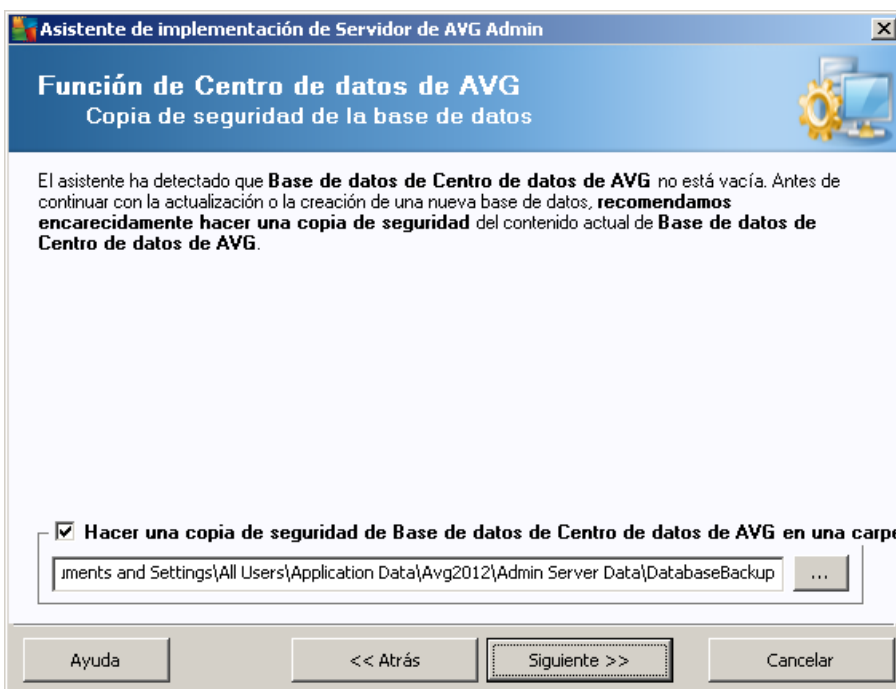 Asistente de implementación de Servidor de AVG Admin
Función de Centro de datos de AVG
Copia de seguridad de la base de datos
El asistente ha detectado que Base de datos de Centro de datos de AVG no está vacía. Antes de
continuar con la actualización o la creación de una nueva base de datos, recomendamos
encarecidamente hacer una copia de seguridad del contenido actual de Base de datos de
Centro de datos de AVG.
Hacer una copia de seguridad de Base de datos de Centro de datos de AVG en una carpe
uments and Settings\All Users\Application Data\Avg2012\Admin Server Data\DatabaseBackup ...
Ayuda << Atrás Siguiente >> Cancelar